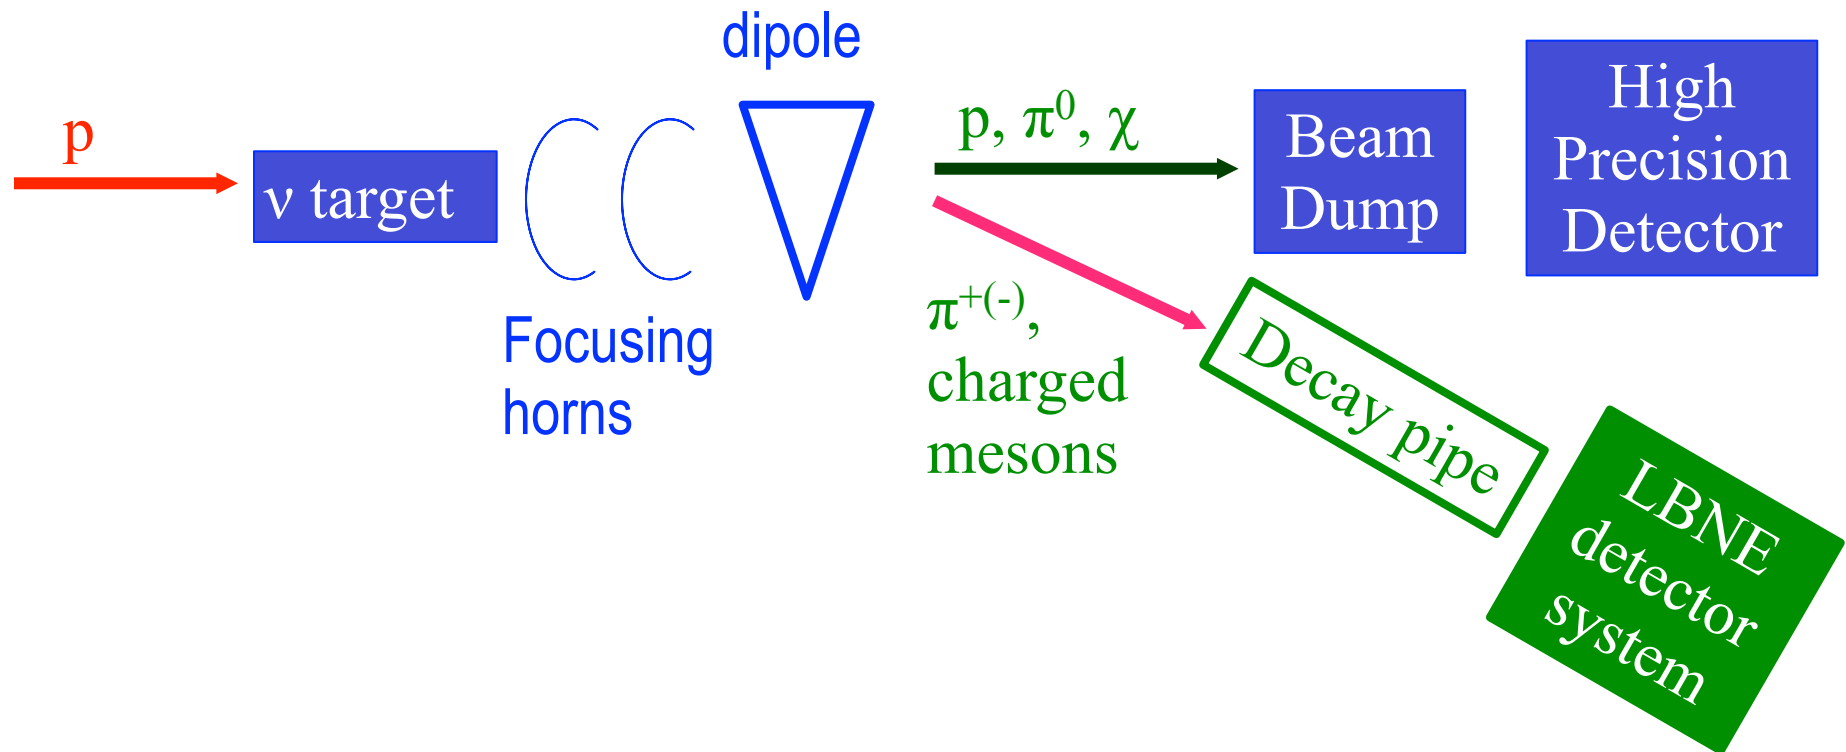 dipole
p
ν target
Focusing
horns
p, π⁰, χ
π⁺⁽⁻⁾,
charged
mesons
Beam
Dump
High
Precision
Detector
Decay pipe
LBNE
detector
system